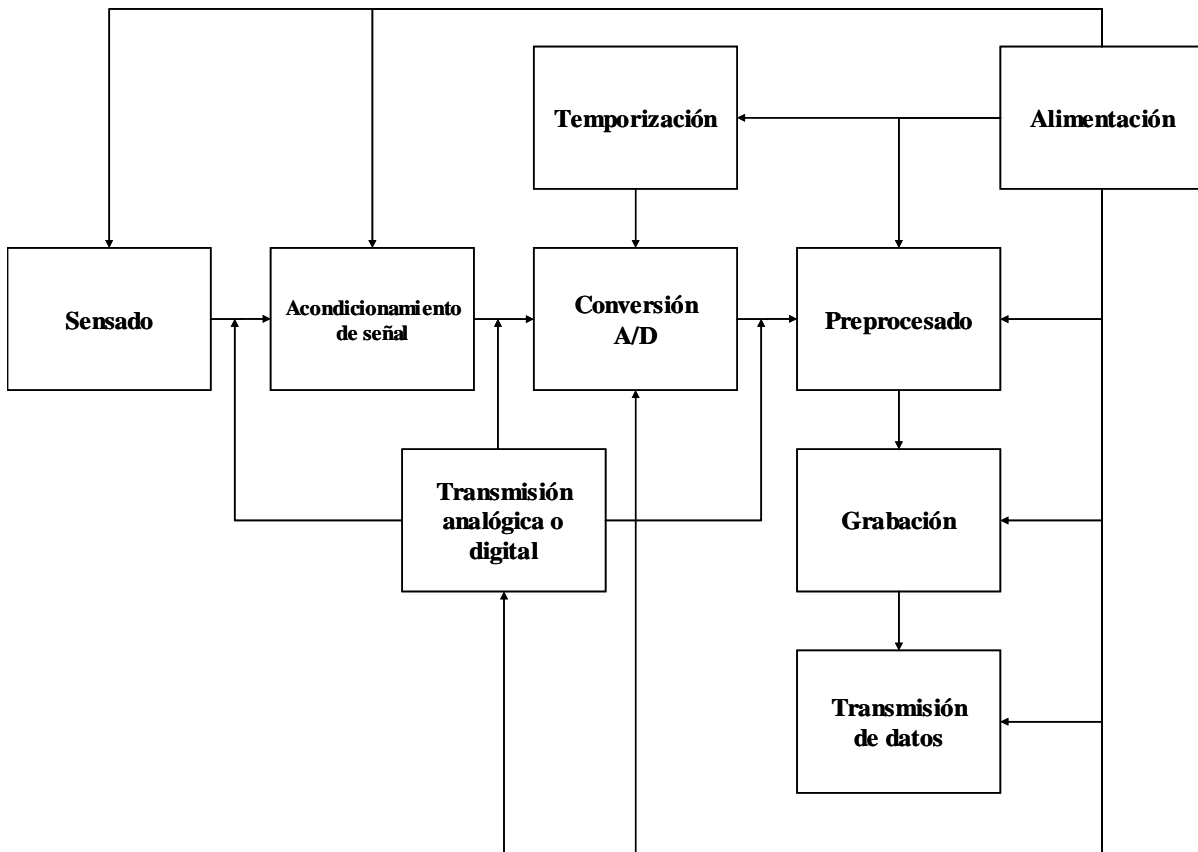 Temporización
Alimentación
Sensado
Acondicionamiento
de señal
Conversión
A/D
Preprocesado
Transmisión
analógica o
digital
Grabación
Transmisión
de datos